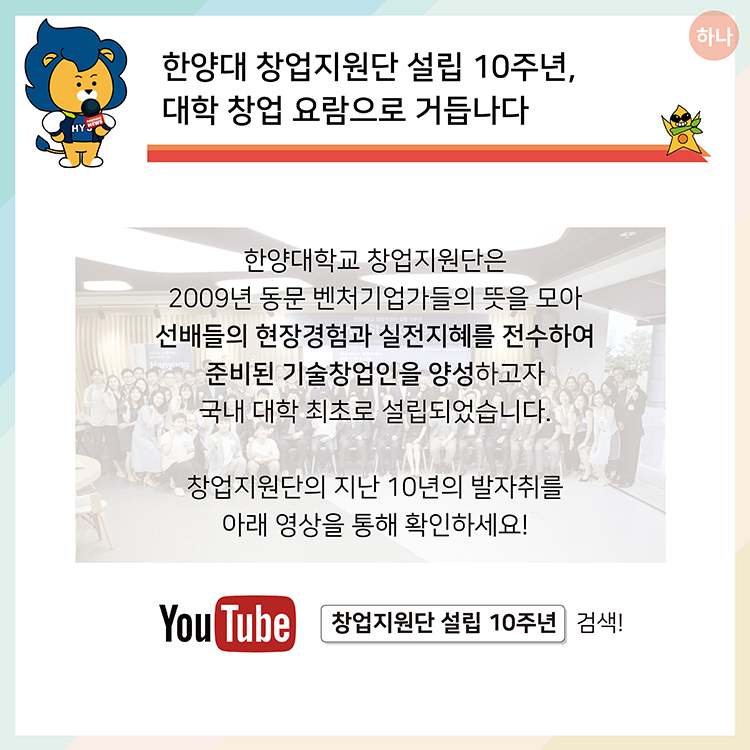 하나
한양대 창업지원단 설립 10주년,
대학 창업 요람으로 거듭나다
HY
NEWS
한양대학교 창업지원단은
2009년 동문 벤처기업가들의 뜻을 모아
선배들의 현장경험과 실전지혜를 전수하여
준비된 기술창업인을 양성하고자
국내 대학 최초로 설립되었습니다.
창업지원단의 지난 10년의 발자취를
아래 영상을 통해 확인하세요!
YouTube 창업지원단 설립 10주년 검색!